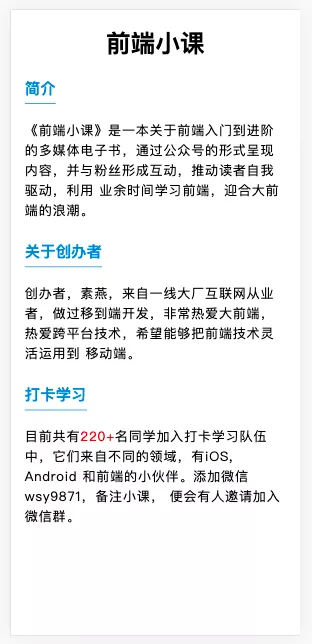 前端小课
简介
《前端小课》是一本关于前端入门到进阶
的多媒体电子书，通过公众号的形式呈现
内容，并与粉丝形成互动，推动读者自我
驱动，利用 业余时间学习前端，迎合大前
端的浪潮。
关于创办者
创办者，素燕，来自一线大厂互联网从业
者，做过移到端开发，非常热爱大前端，
热爱跨平台技术，希望能够把前端技术灵
活运用到 移动端。
打卡学习
目前共有220+名同学加入打卡学习队伍
中，它们来自不同的领域，有iOS,
Android 和前端的小伙伴。添加微信
wsy9871，备注小课， 便会有人邀请加入
微信群。